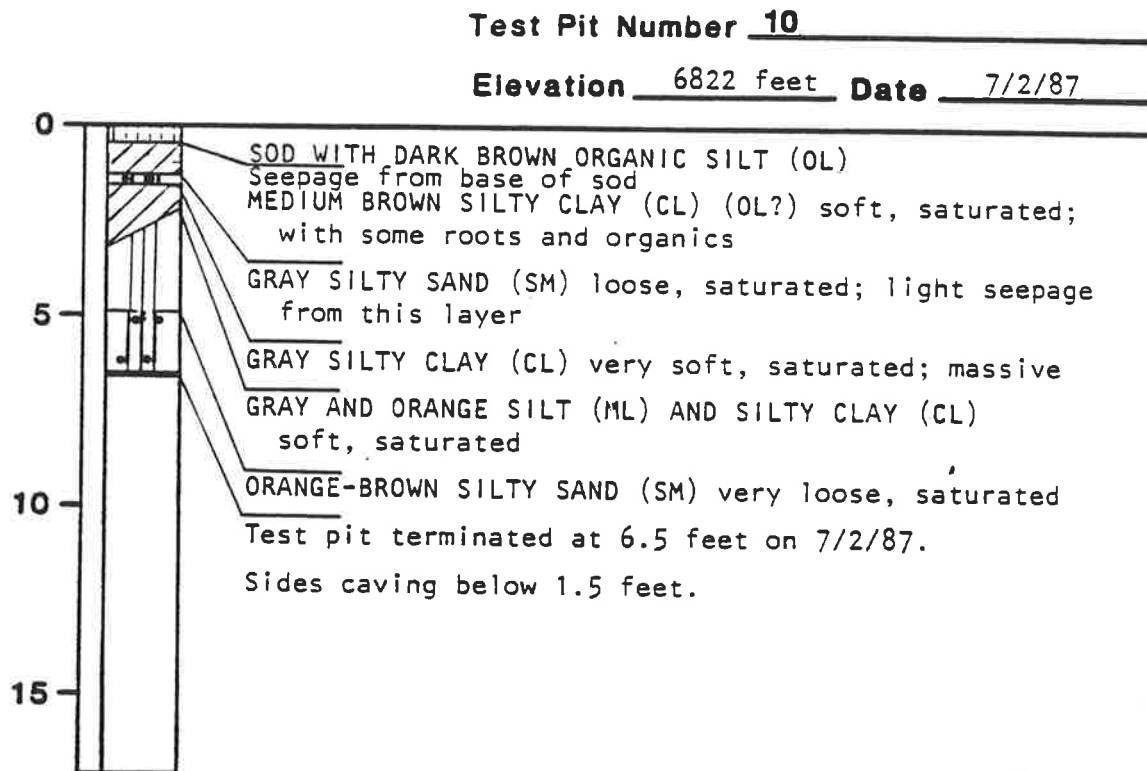 Test Pit Number 10
Elevation 6822 feet Date 7/2/87
0
SOD WITH DARK BROWN ORGANIC SILT (OL)
Seepage from base of sod
MEDIUM BROWN SILTY CLAY (CL) (OL?) soft, saturated;
with some roots and organics
GRAY SILTY SAND (SM) loose, saturated; light seepage
from this layer
5
GRAY SILTY CLAY (CL) very soft, saturated; massive
GRAY AND ORANGE SILT (ML) AND SILTY CLAY (CL)
soft, saturated
ORANGE-BROWN SILTY SAND (SM) very loose, saturated
10
Test pit terminated at 6.5 feet on 7/2/87.
Sides caving below 1.5 feet.
15